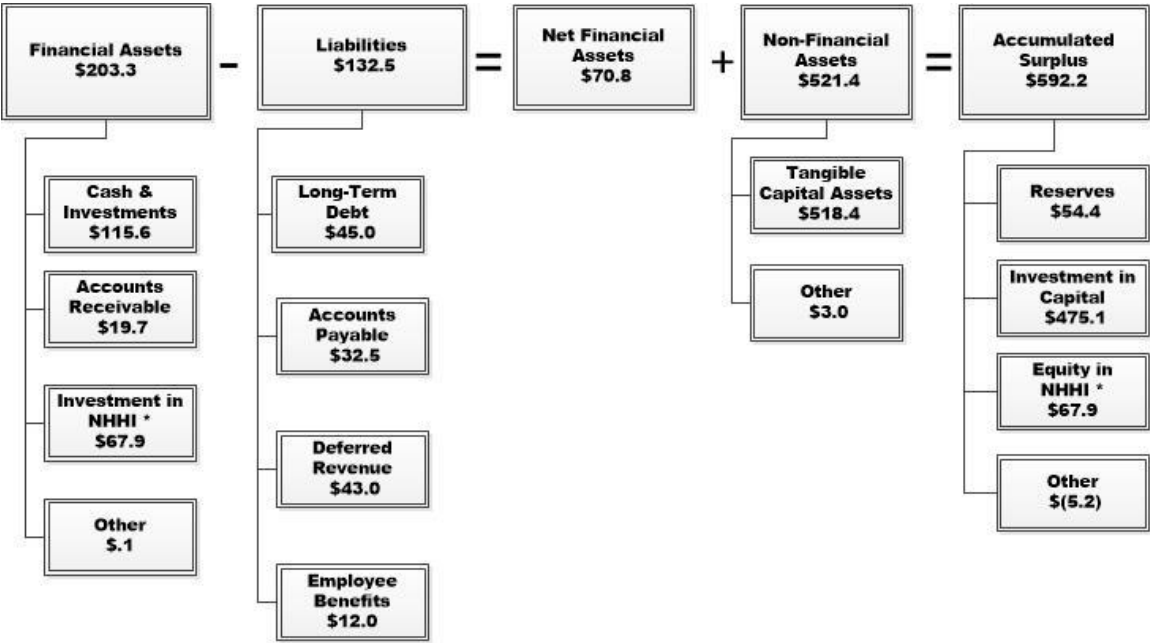 Financial Assets
$203.3
-
Liabilities
$132.5
=
Net Financial
Assets
$70.8
+
Non-Financial
Assets
$521.4
=
Accumulated
Surplus
$592.2
Cash &
Investments
$115.6
Accounts
Receivable
$19.7
Investment in
NHHI *
$67.9
Other
$.1
Long-Term
Debt
$45.0
Accounts
Payable
$32.5
Deferred
Revenue
$43.0
Employee
Benefits
$12.0
Tangible
Capital Assets
$518.4
Other
$3.0
Reserves
$54.4
Investment in
Capital
$475.1
Equity in
NHHI *
$67.9
Other
$(5.2)